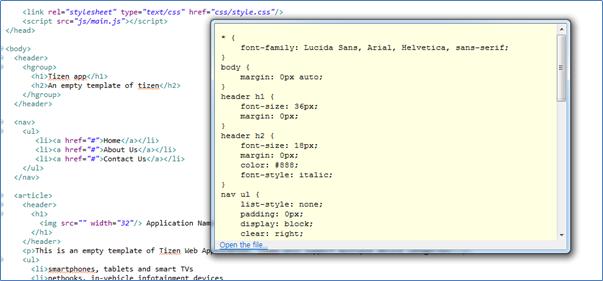 <link rel="stylesheet" type="text/css" href="css/style.css"/>
<script src="js/main.js"></script>
</head>
<body>
<header>
<hgroup>
<h1>Tizen app</h1>
<h2>An empty template of tizen</h2>
</hgroup>
</header>
<nav>
<ul>
<li><a href="#">Home</a></li>
<li><a href="#">About Us</a></li>
<li><a href="#">Contact Us</a></li>
</ul>
</nav>
<article>
<header>
<h1>
<img src="" width="32"/> Application Nam
</h1>
</header>
<p>This is an empty template of Tizen Web App
<ul>
<li>smartphones, tablets and smart TVs
<li>netbooks, in-vehicle infotainment devices
* {
font-family: Lucida Sans, Arial, Helvetica, sans-serif;
}
body {
margin: 0px auto;
}
header h1 {
font-size: 36px;
margin: 0px;
}
header h2 {
font-size: 18px;
margin: 0px;
color: #888;
font-style: italic;
}
nav ul {
list-style: none;
padding: 0px;
display: block;
clear: right;
Open the file...